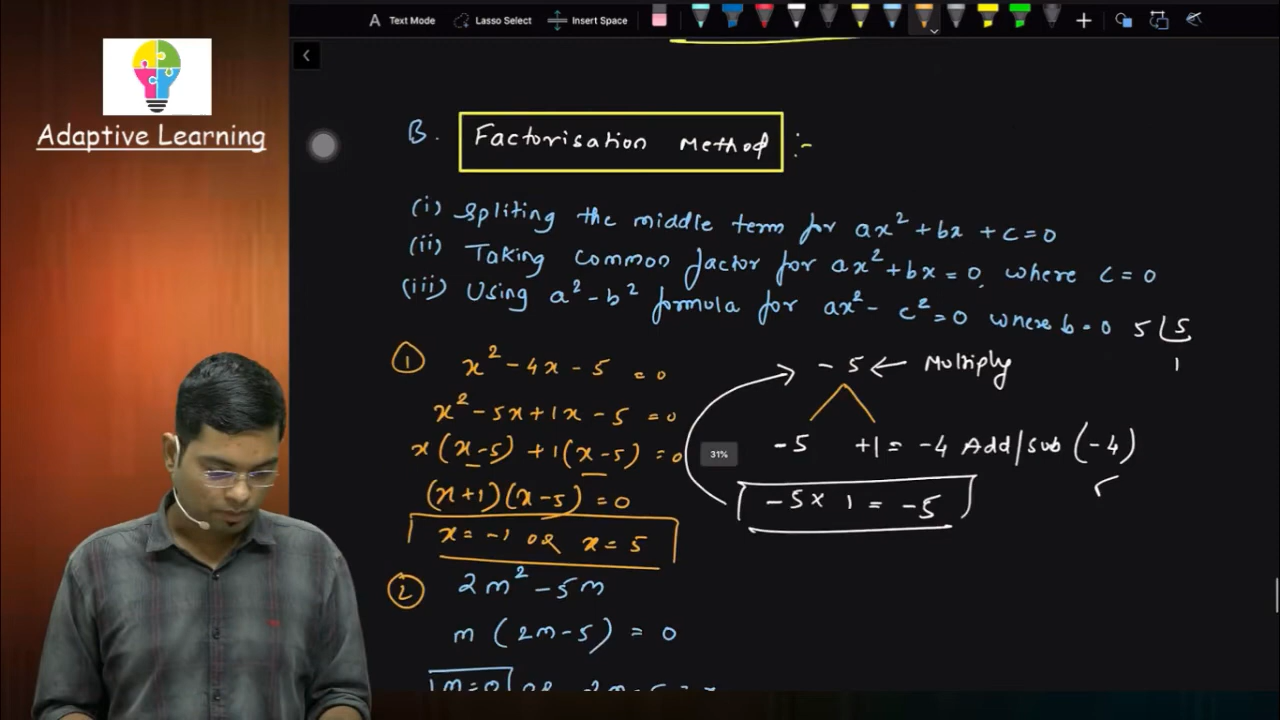 Text Mode Lasso Select Insert Space
Adaptive Learning
B. Factorisation Method :-
(i) Spliting the middle term for ax² + bx + c = 0
(ii) Taking common factor for ax² + bx = 0, where c = 0
(iii) Using a² - b² formula for ax² - c² = 0 where b = 0
5 | 5
1
① x² - 4x - 5 = 0
x² - 5x + 1x - 5 = 0
x (x - 5) + 1 (x - 5) = 0
(x + 1) (x - 5) = 0
x = -1 or x = 5
- 5 ← Multiply
- 5 + 1 = - 4 Add/sub (- 4)
31%
- 5 × 1 = - 5
② 2m² - 5m
m (2m - 5) = 0
m = 0 or